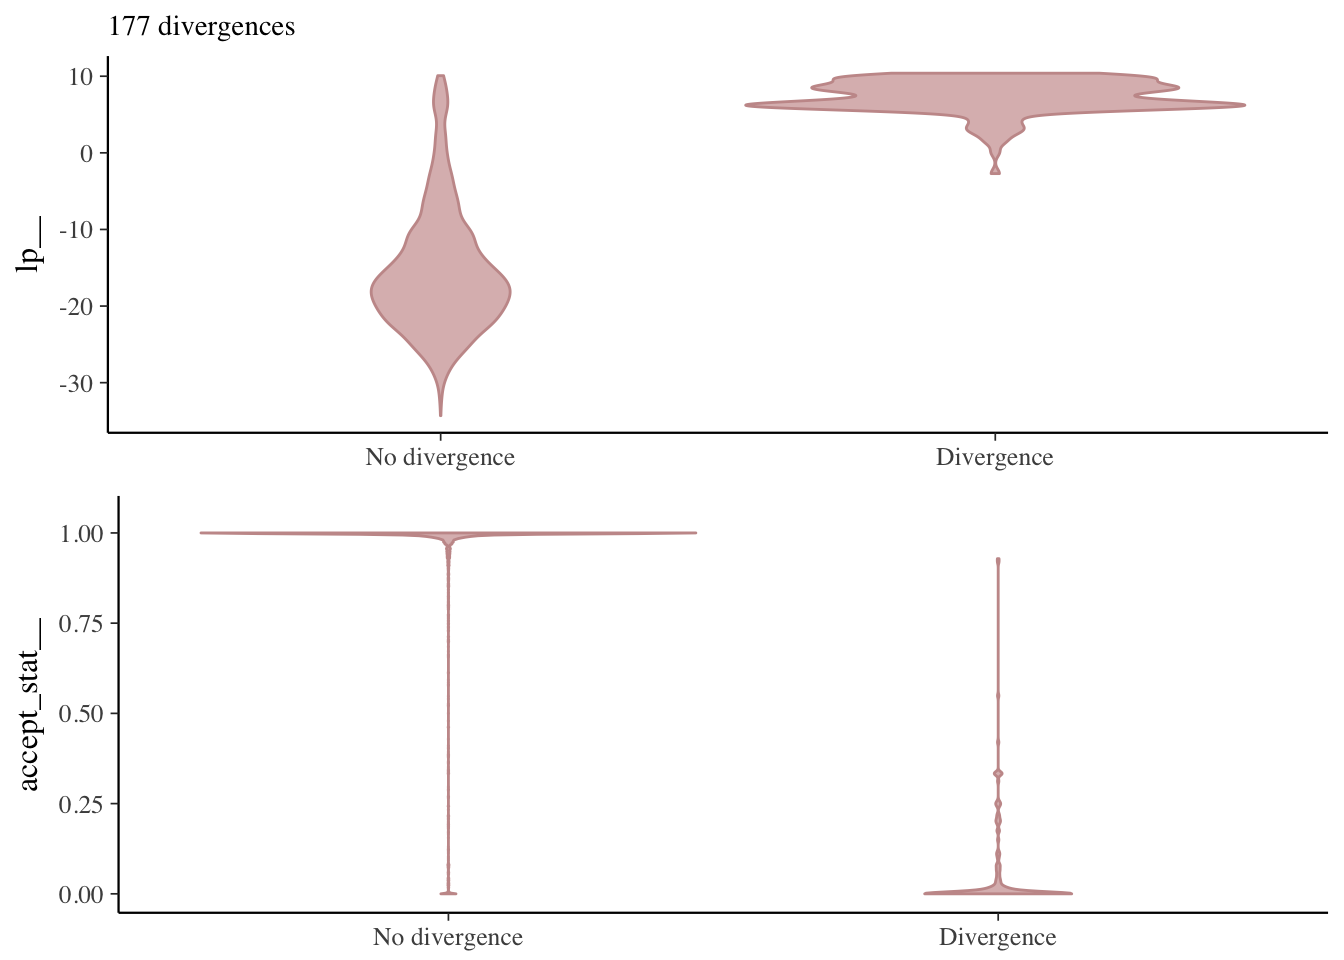 177 divergences
lp__
10
0
-10
-20
-30
No divergence
Divergence
accept_stat__
1.00
0.75
0.50
0.25
0.00
No divergence
Divergence